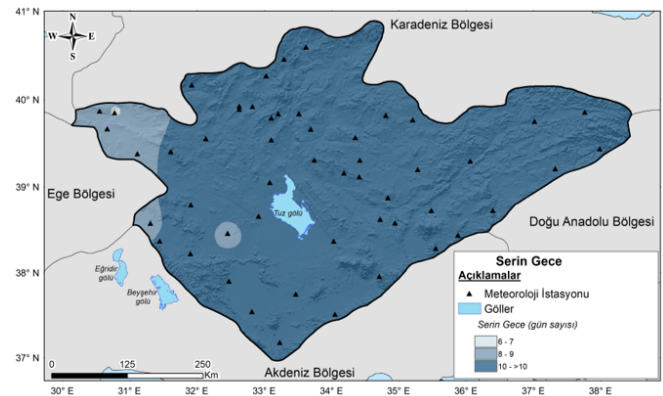 41° N
40° N
39° N
38° N
37° N
N
W E
S
Karadeniz Bölgesi
Ege Bölgesi
Tuz gölü
Doğu Anadolu Bölgesi
Eğridir
gölü
Beyşehir
gölü
Akdeniz Bölgesi
0 125 250
Km
Serin Gece
Açıklamalar
Meteoroloji İstasyonu
Göller
Serin Gece (gün sayısı)
6 - 7
8 - 9
10 - >10
30° E 31° E 32° E 33° E 34° E 35° E 36° E 37° E 38° E